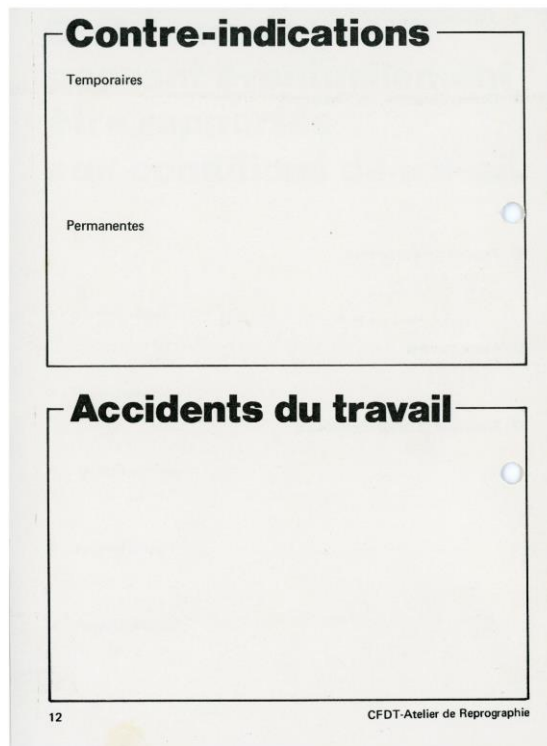 Contre-indications
Temporaires
Permanentes
Accidents du travail
12
CFDT-Atelier de Reprographie